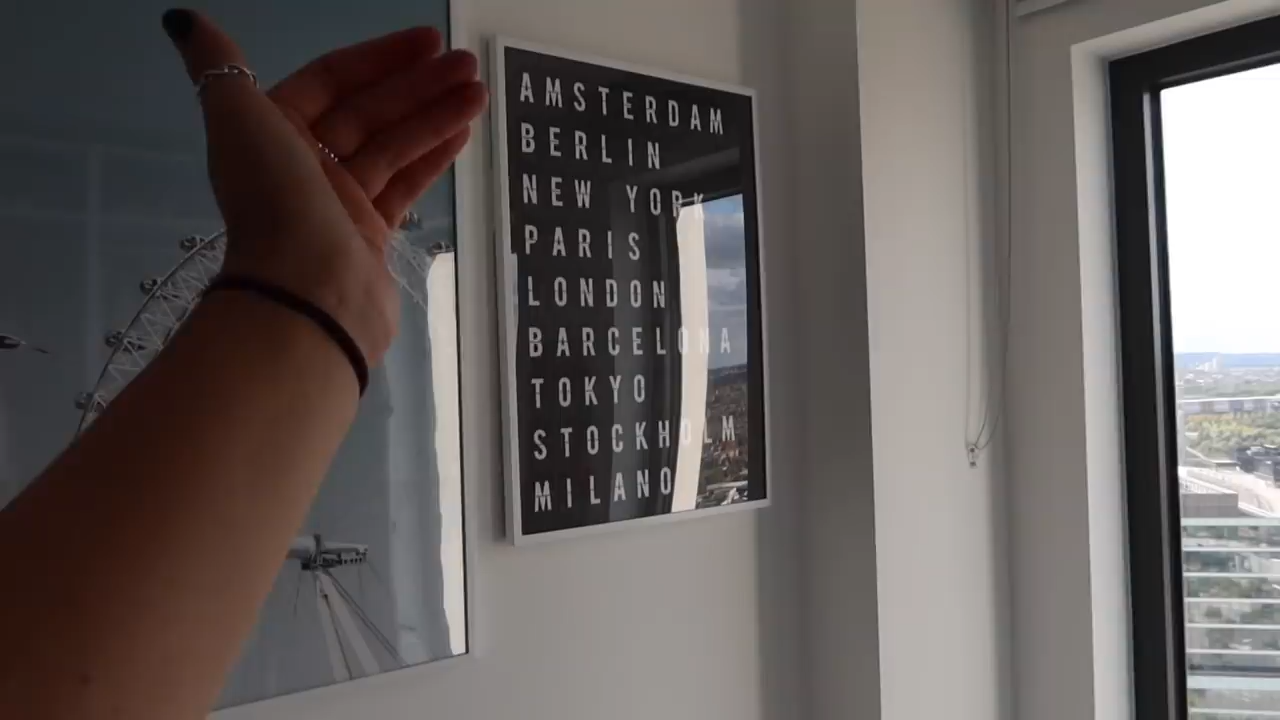 AMSTERDAM
BERLIN
NEW YORK
PARIS
LONDON
BARCELONA
TOKYO
STOCKHOLM
MILANO